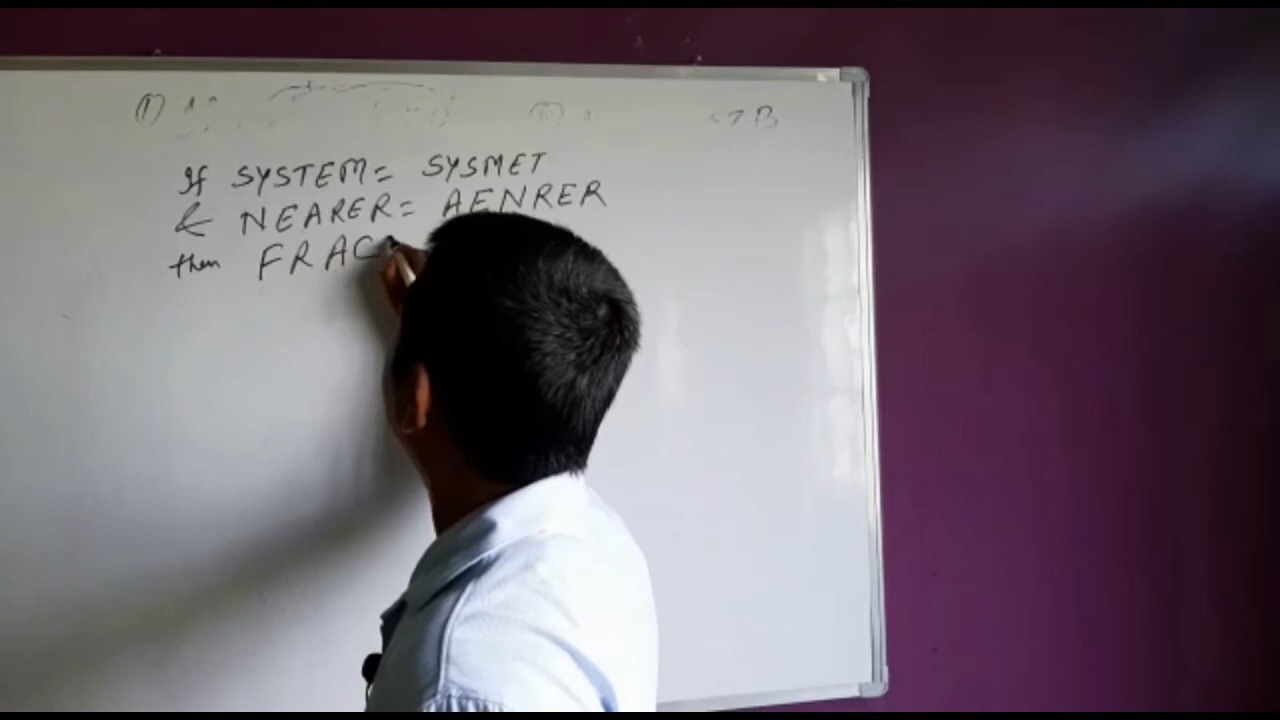 If SYSTEM = SYSMET
& NEARER = AENRER
then FRAC